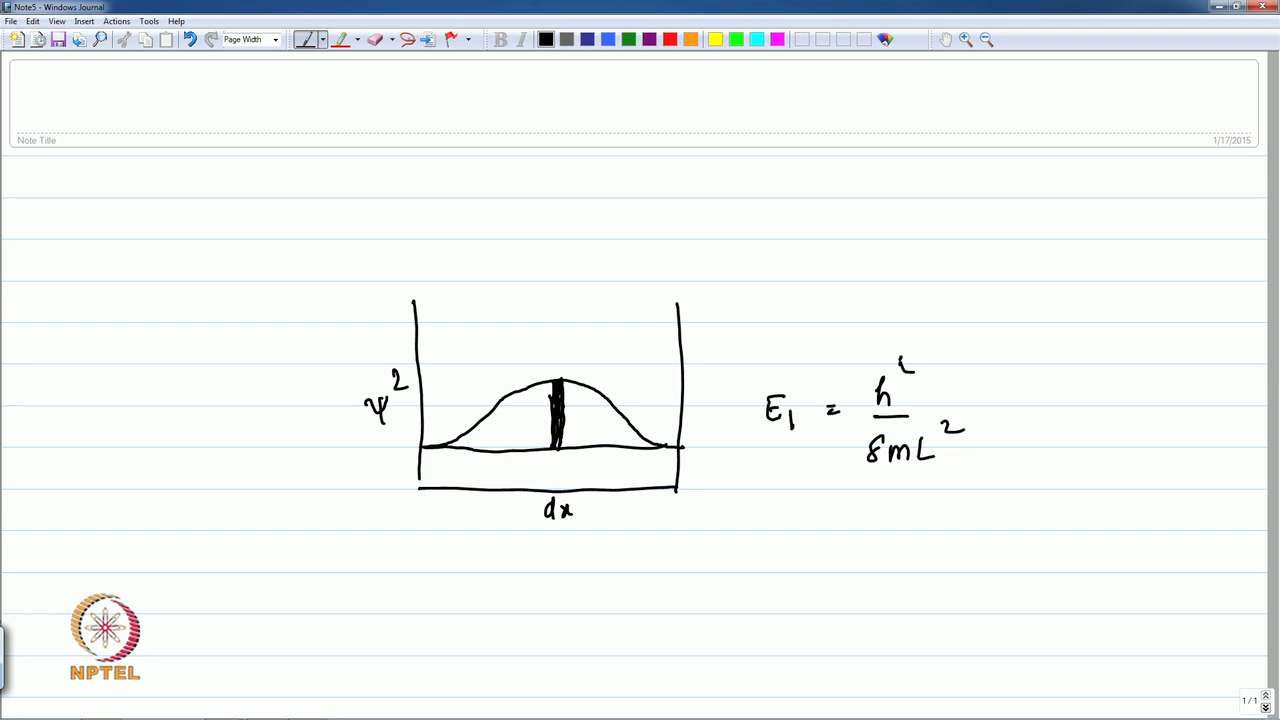 Note5 - Windows Journal
File Edit View Insert Actions Tools Help
Page Width
B I
Note Title
1/17/2015
ψ²
E₁ = h² / 8mL²
dx
NPTEL
1 / 1